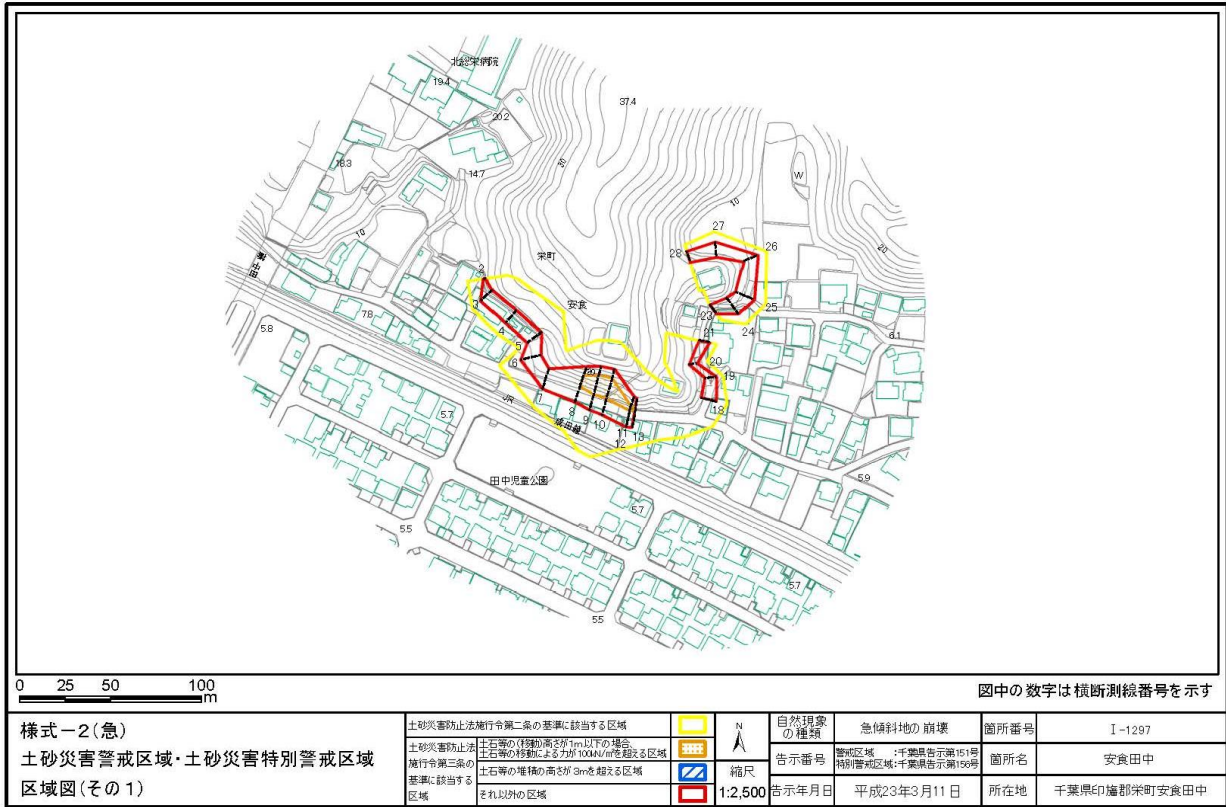 北総栄病院
19.4
37.4
20.2
30
18.3
14.7
W
10
27
10
26
28
20
栄町
2
安食
3
25
23
24
7.8
4
6.1
5.8
21
5
6
20
19
7
18
JR
8
9
10
11
13
成田線
12
5.7
田中児童公園
5.9
5.7
5.5
5.7
5.5
0 25 50 100
m
図中の数字は横断測線番号を示す
様式－2(急)
土砂災害警戒区域・土砂災害特別警戒区域
区域図(その1)
土砂災害防止法施行令第二条の基準に該当する区域
土砂災害防止法
施行令第三条の
基準に該当する
区域
土石等の(移動)高さが1m以下の場合、
土石等の移動による力が100kN/㎡を超える区域
土石等の堆積の高さが3mを超える区域
それ以外の区域
N
縮尺
1:2,500
自然現象
の種類
急傾斜地の崩壊
箇所番号
Ⅰ-1297
告示番号
警戒区域 :千葉県告示第151号
特別警戒区域:千葉県告示第156号
箇所名
安食田中
告示年月日
平成23年3月11日
所在地
千葉県印旛郡栄町安食田中